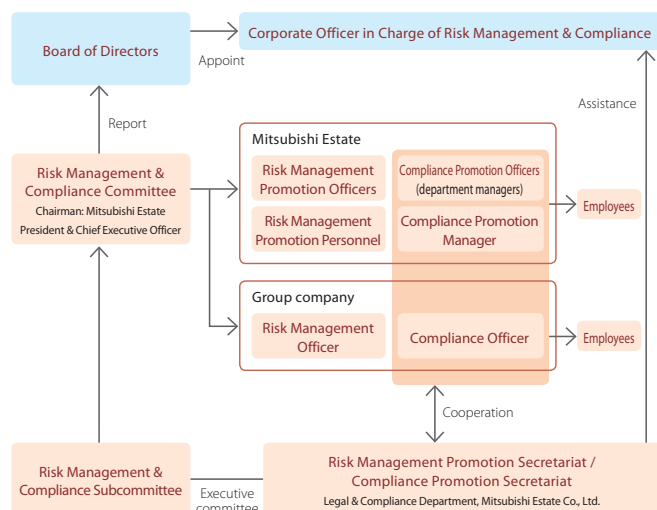 Board of Directors
Corporate Officer in Charge of Risk Management & Compliance
Appoint
Report
Assistance
Mitsubishi Estate
Risk Management &
Compliance Committee
Chairman: Mitsubishi Estate
President & Chief Executive Officer
Risk Management
Promotion Officers
Compliance Promotion Officers
(department managers)
Risk Management
Promotion Personnel
Compliance Promotion
Manager
Employees
Group company
Risk Management
Officer
Compliance Officer
Employees
Cooperation
Risk Management &
Compliance Subcommittee
Executive
committee
Risk Management Promotion Secretariat /
Compliance Promotion Secretariat
Legal & Compliance Department, Mitsubishi Estate Co., Ltd.